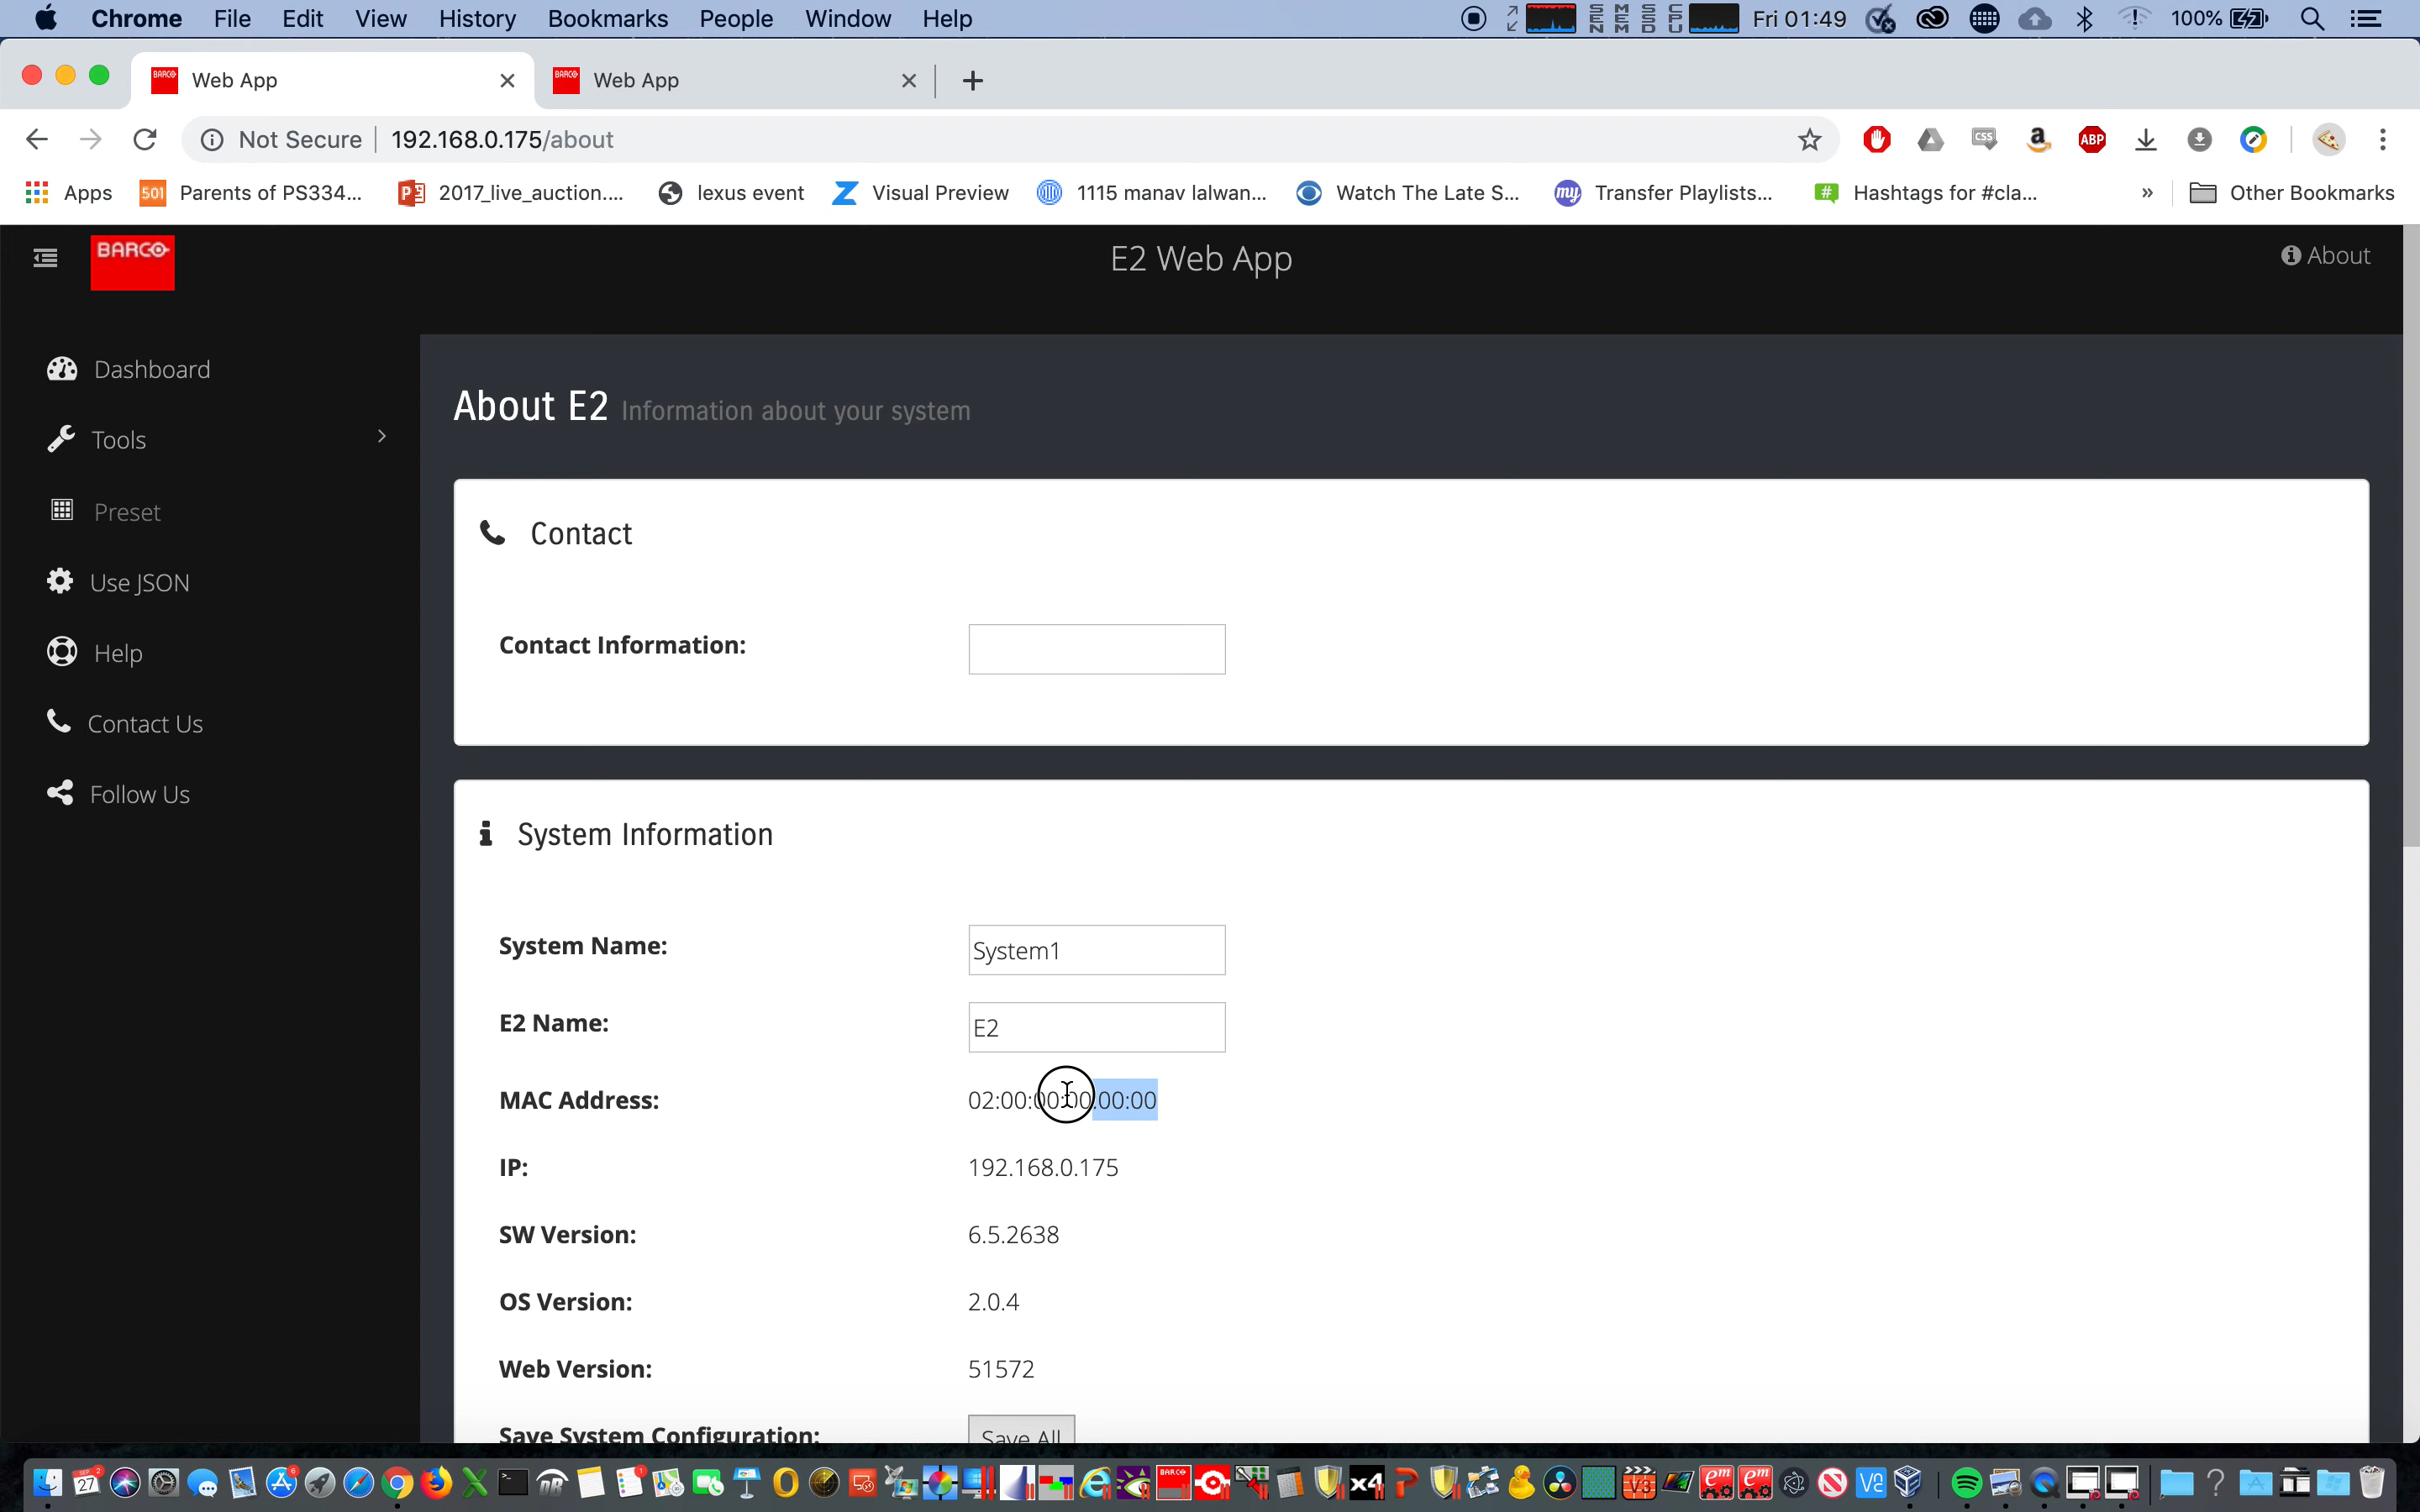 Chrome File Edit View History Bookmarks People Window Help Fri 01:49 100%
Web App Web App
Not Secure 192.168.0.175/about
Apps Parents of PS334... 2017_live_auction.... lexus event Visual Preview 1115 manav lalwan... Watch The Late S... Transfer Playlists... Hashtags for #cla... » Other Bookmarks
BARCO E2 Web App About
Dashboard
Tools
Preset
Use JSON
Help
Contact Us
Follow Us
About E2 Information about your system
Contact
Contact Information:
System Information
System Name: System1
E2 Name: E2
MAC Address: 02:00:00:00:00:00
IP: 192.168.0.175
SW Version: 6.5.2638
OS Version: 2.0.4
Web Version: 51572
Save System Configuration: Save All